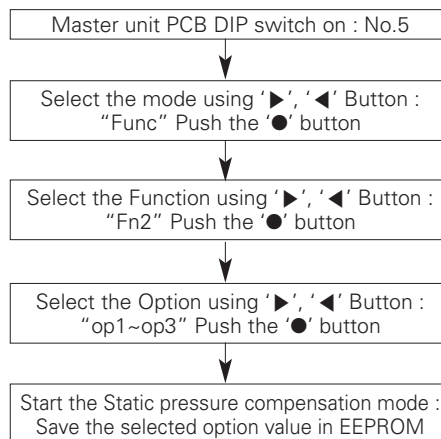 Master unit PCB DIP switch on : No.5
Select the mode using ‘▶’, ‘◀’ Button :
“Func” Push the ‘●’ button
Select the Function using ‘▶’, ‘◀’ Button :
“Fn2” Push the ‘●’ button
Select the Option using ‘▶’, ‘◀’ Button :
“op1~op3” Push the ‘●’ button
Start the Static pressure compensation mode :
Save the selected option value in EEPROM